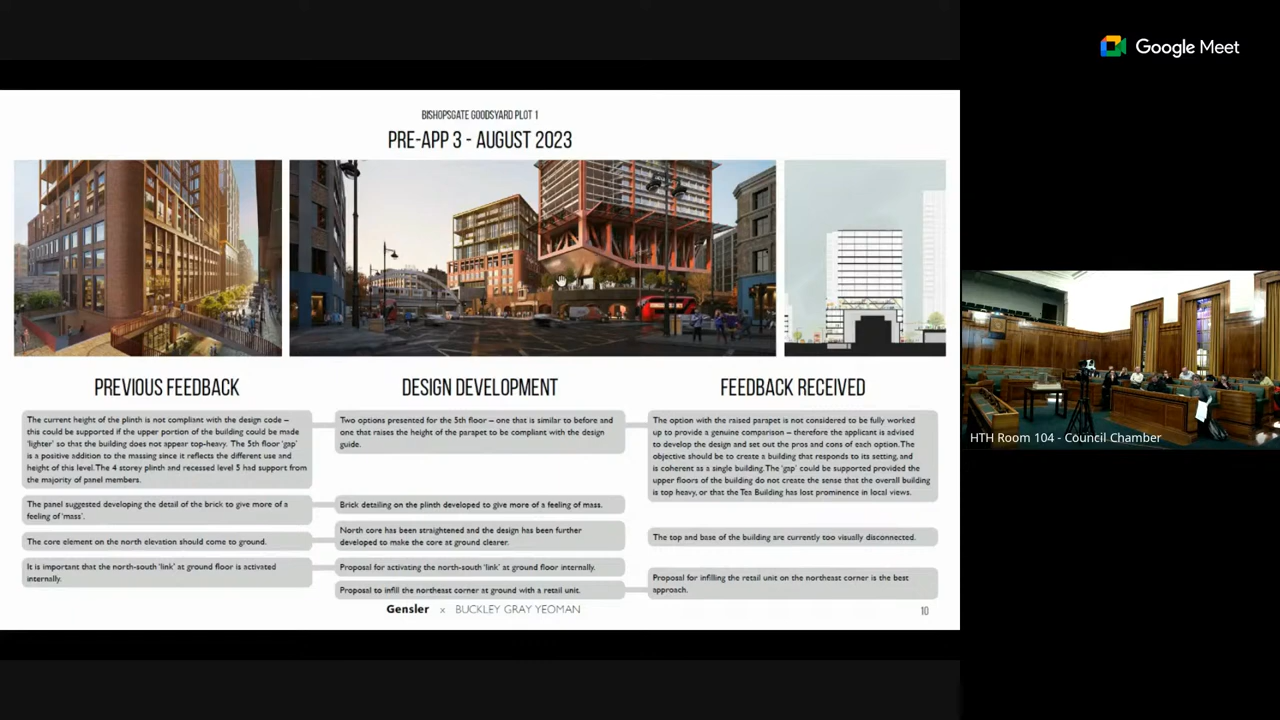 BISHOPSGATE GOODSYARD PLOT 1
PRE-APP 3 - AUGUST 2023
PREVIOUS FEEDBACK
The current height of the plinth is not compliant with the design code –
this could be supported if the upper portion of the building could be made
'lighter' so that the building does not appear top-heavy. The 5th floor 'gap'
is a positive addition to the massing since it reflects the different use and
height of this level. The 4 storey plinth and recessed level 5 had support from
the majority of panel members.
The panel suggested developing the detail of the brick to give more of a
feeling of 'mass'.
The core element on the north elevation should come to ground.
It is important that the north-south 'link' at ground floor is activated
internally.
DESIGN DEVELOPMENT
Two options presented for the 5th floor – one that is similar to before and
one that raises the height of the parapet to be compliant with the design
guide.
Brick detailing on the plinth developed to give more of a feeling of mass.
North core has been straightened and the design has been further
developed to make the core at ground clearer.
Proposal for activating the north-south 'link' at ground floor internally.
Proposal to infill the northeast corner at ground with a retail unit.
FEEDBACK RECEIVED
The option with the raised parapet is not considered to be fully worked
up to provide a genuine comparison – therefore the applicant is advised
to develop the design and set out the pros and cons of each option. The
objective should be to create a building that responds to its setting, and
is coherent as a single building. The 'gap' could be supported provided the
upper floors of the building do not create the sense that the overall building
is top heavy, or that the Tea Building has lost prominence in local views.
The top and base of the building are currently too visually disconnected.
Proposal for infilling the retail unit on the northeast corner is the best
approach.
Gensler x BUCKLEY GRAY YEOMAN
10
Google Meet
HTH Room 104 - Council Chamber